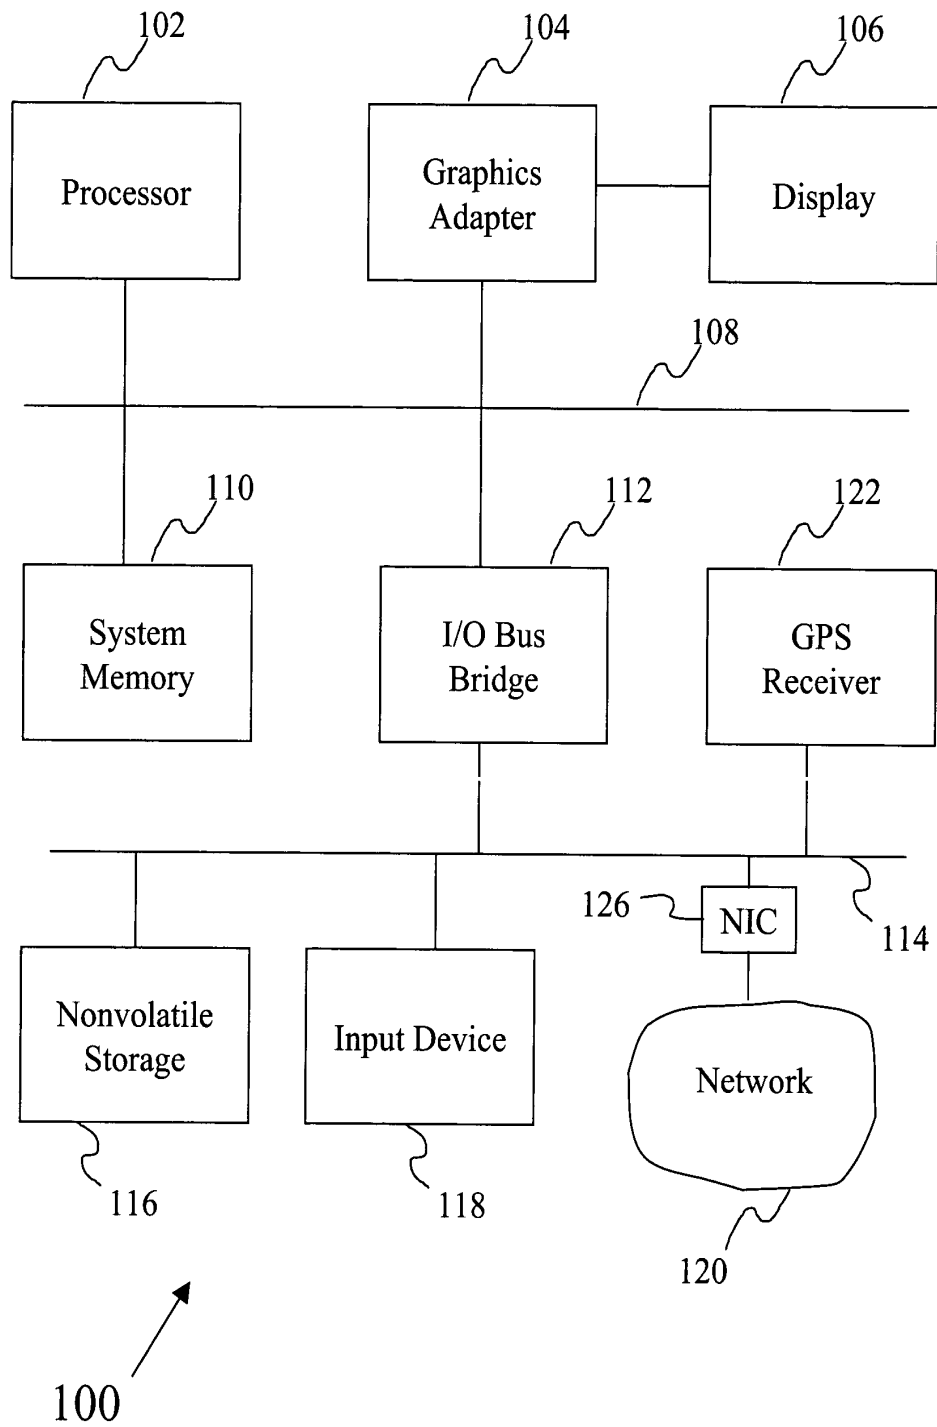 102
104
106
Processor
Graphics
Adapter
Display
108
110
112
122
System
Memory
I/O Bus
Bridge
GPS
Receiver
126
NIC
114
Nonvolatile
Storage
Input Device
Network
116
118
120
100